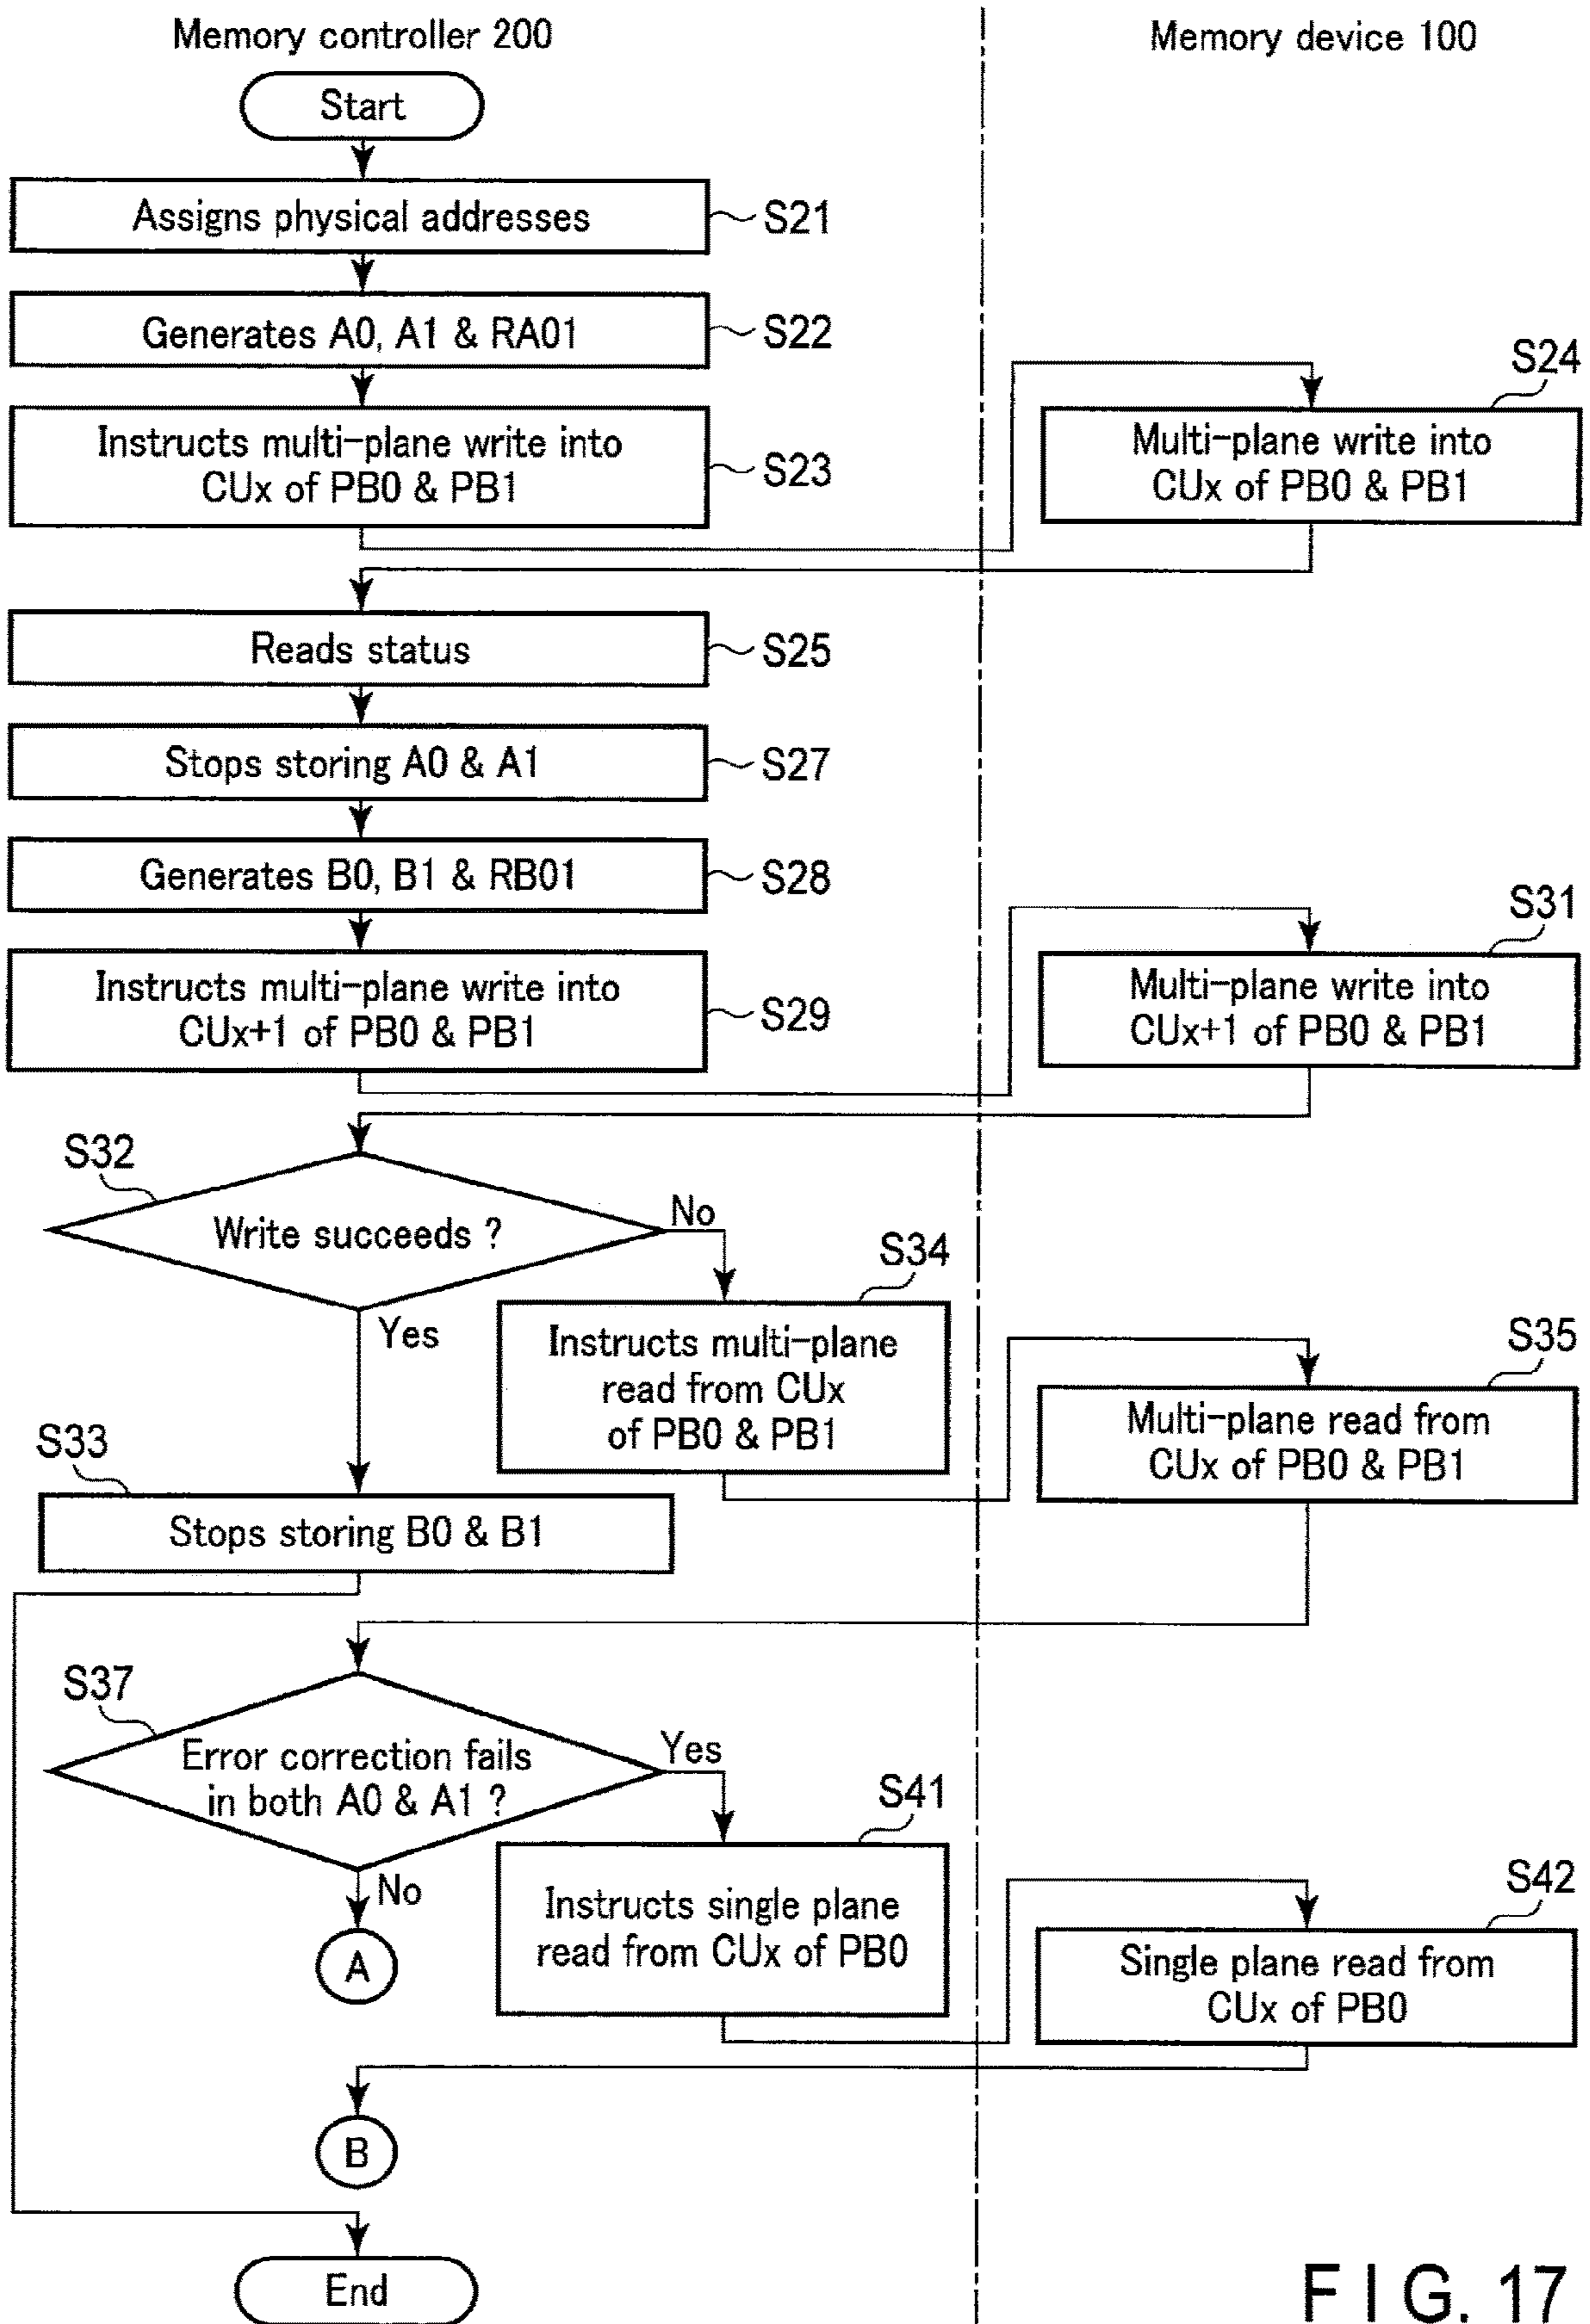 Memory controller 200
Memory device 100
Start
Assigns physical addresses
S21
Generates A0, A1 & RA01
S22
Instructs multi-plane write into
CUx of PB0 & PB1
S23
S24
Multi-plane write into
CUx of PB0 & PB1
Reads status
S25
Stops storing A0 & A1
S27
Generates B0, B1 & RB01
S28
Instructs multi-plane write into
CUx+1 of PB0 & PB1
S29
S31
Multi-plane write into
CUx+1 of PB0 & PB1
S32
Write succeeds ?
No
Yes
S34
Instructs multi-plane
read from CUx
of PB0 & PB1
S35
Multi-plane read from
CUx of PB0 & PB1
S33
Stops storing B0 & B1
S37
Error correction fails
in both A0 & A1 ?
Yes
No
A
S41
Instructs single plane
read from CUx of PB0
S42
Single plane read from
CUx of PB0
B
End
FIG. 17